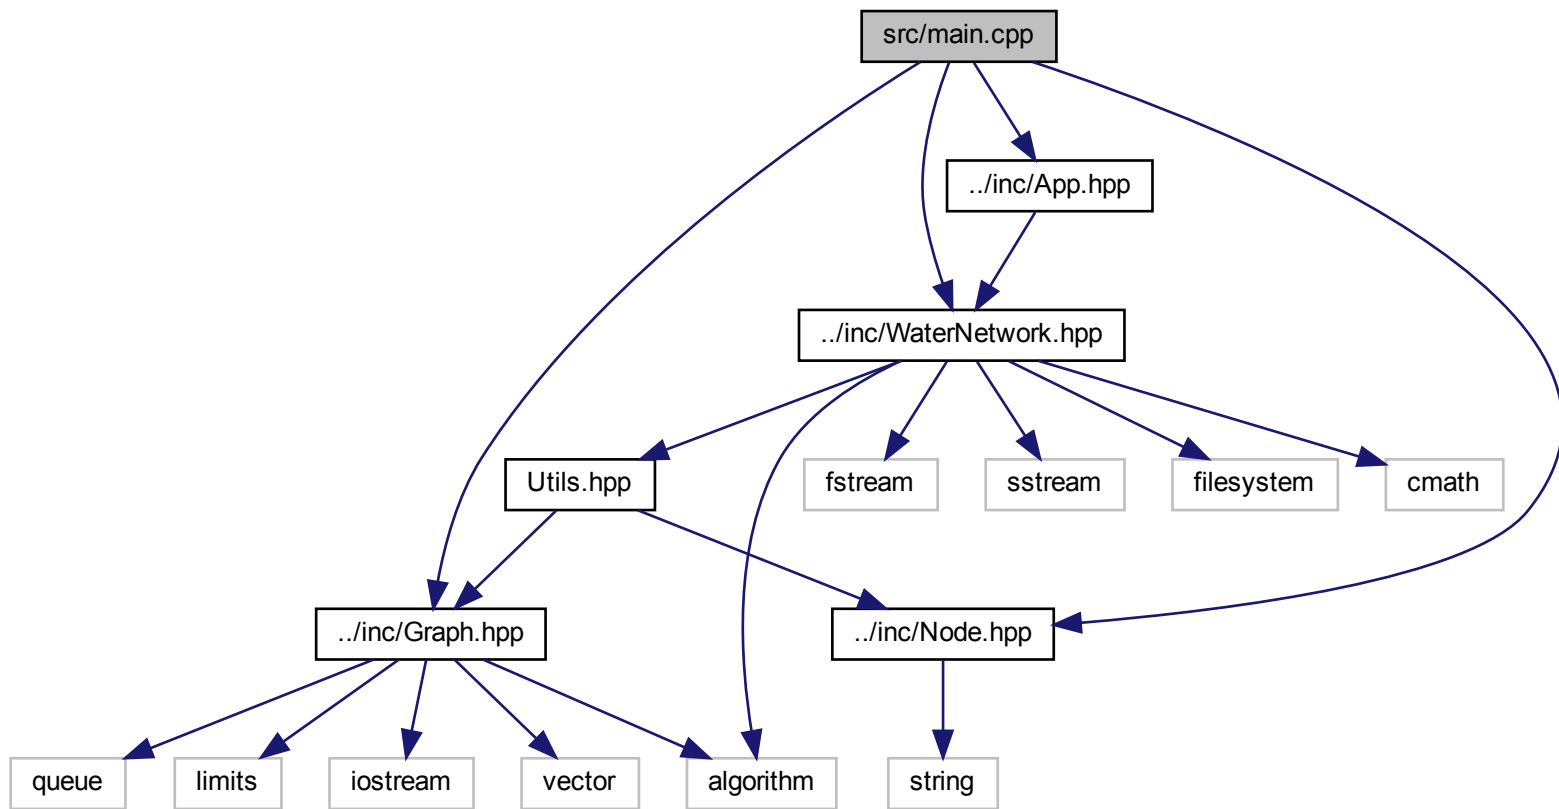 src/main.cpp
../inc/App.hpp
../inc/WaterNetwork.hpp
Utils.hpp
fstream
sstream
filesystem
cmath
../inc/Graph.hpp
../inc/Node.hpp
queue
limits
iostream
vector
algorithm
string